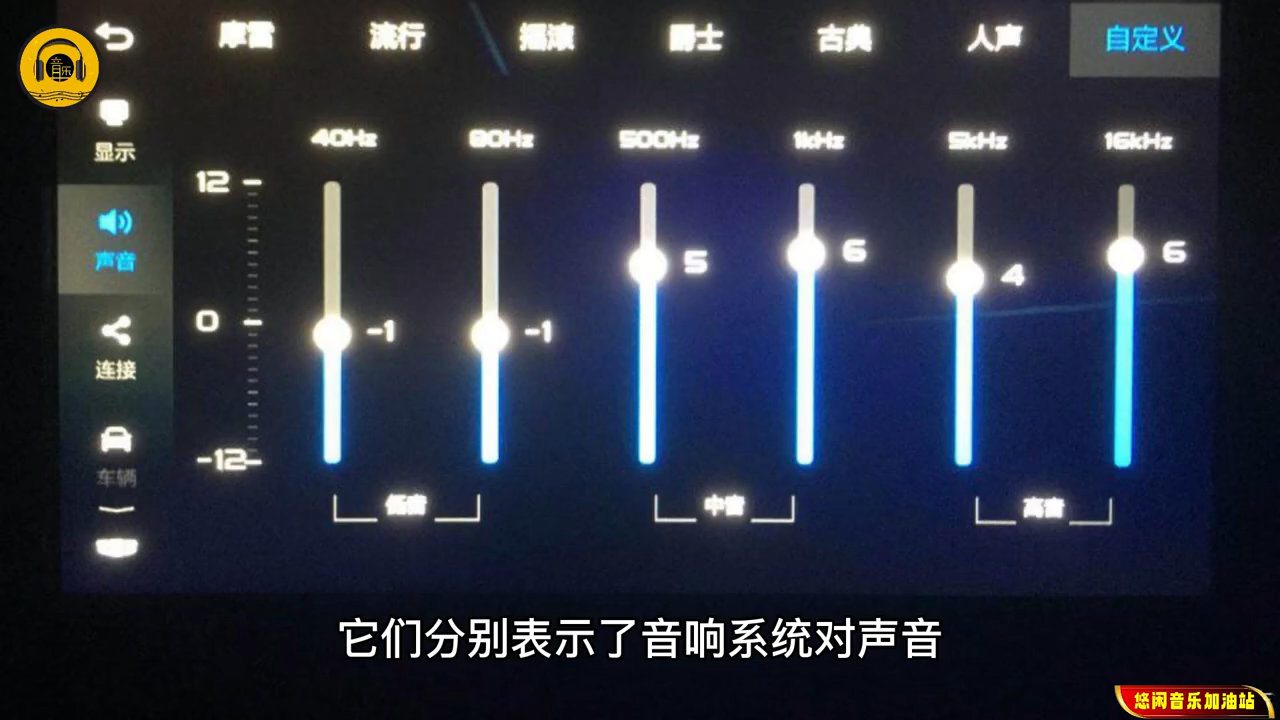 摩雷 流行 摇滚 爵士 古典 人声 自定义
音
日乐
显示
声音
连接
车辆
40Hz 80Hz 500Hz 1kHz 5kHz 16kHz
12
0
-12
-1 -1 5 6 4 6
低音 中音 高音
它们分别表示了音响系统对声音
悠闲音乐加油站